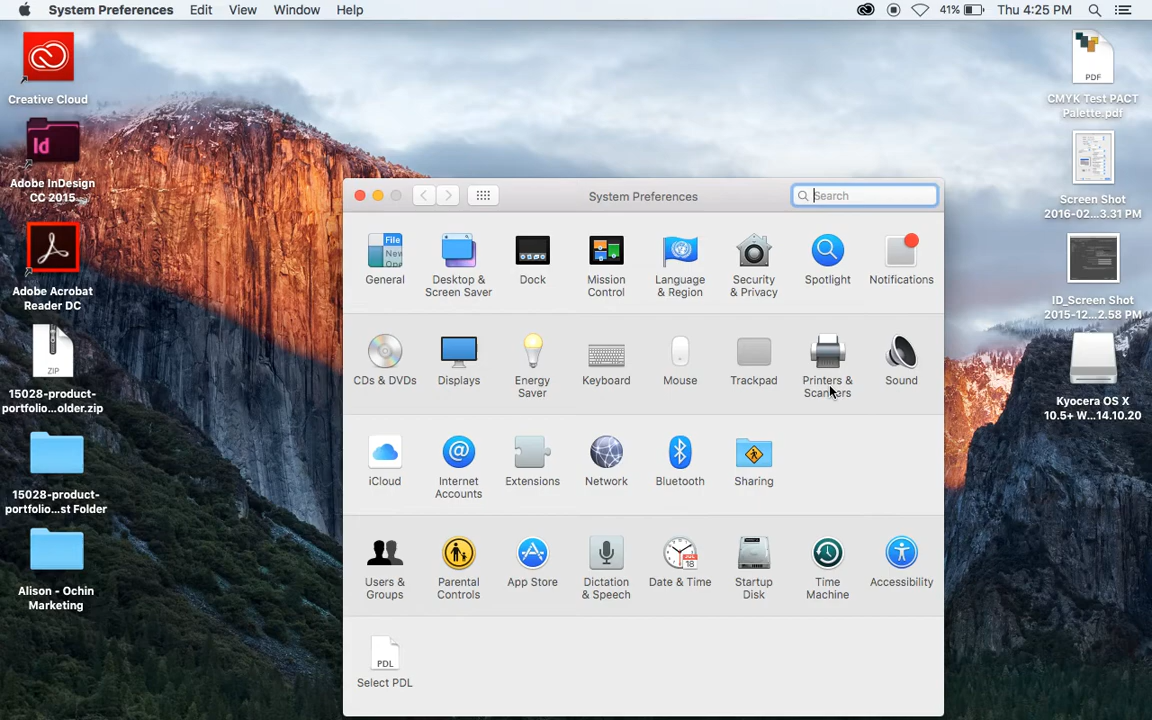 System Preferences Edit View Window Help
41% Thu 4:25 PM
Creative Cloud
Id
Adobe InDesign
CC 2015
Adobe Acrobat
Reader DC
ZIP
15028-product-
portfolio...older.zip
15028-product-
portfolio...st Folder
Alison - Ochin
Marketing
System Preferences
Search
File
New
General
Desktop &
Screen Saver
Dock
Mission
Control
Language
& Region
Security
& Privacy
Spotlight
Notifications
CDs & DVDs
Displays
Energy
Saver
Keyboard
Mouse
Trackpad
Printers &
Scanners
Sound
iCloud
@
Internet
Accounts
Extensions
Network
Bluetooth
Sharing
Users &
Groups
Parental
Controls
App Store
Dictation
& Speech
18
Date & Time
Startup
Disk
Time
Machine
Accessibility
PDL
Select PDL
PDF
CMYK Test PACT
Palette.pdf
Screen Shot
2016-02...3.31 PM
ID_Screen Shot
2015-12...2.58 PM
Kyocera OS X
10.5+ W...14.10.20